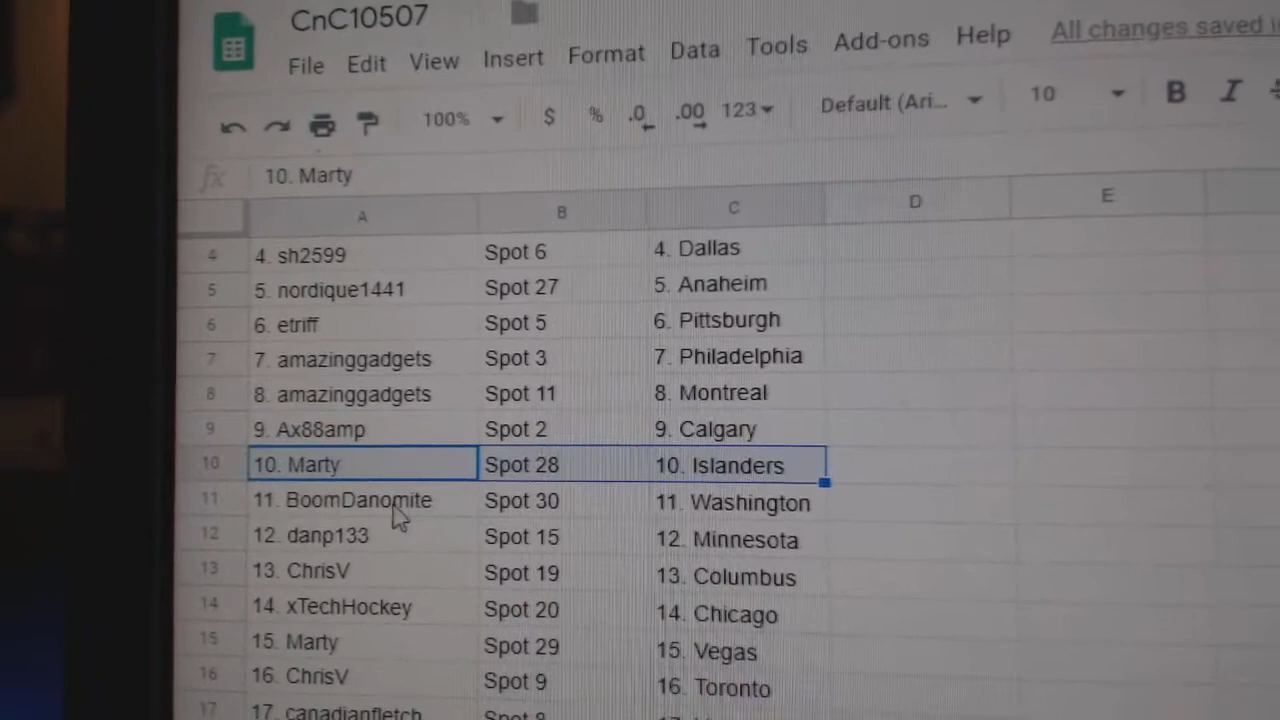 CnC10507
File Edit View Insert Format Data Tools Add-ons Help All changes saved
100% $ % .0 .00 123 Default (Ari... 10 B I
fx 10. Marty
A B C D E
4 4. sh2599 Spot 6 4. Dallas
5 5. nordique1441 Spot 27 5. Anaheim
6 6. etriff Spot 5 6. Pittsburgh
7 7. amazinggadgets Spot 3 7. Philadelphia
8 8. amazinggadgets Spot 11 8. Montreal
9 9. Ax88amp Spot 2 9. Calgary
10 10. Marty Spot 28 10. Islanders
11 11. BoomDanomite Spot 30 11. Washington
12 12. danp133 Spot 15 12. Minnesota
13 13. ChrisV Spot 19 13. Columbus
14 14. xTechHockey Spot 20 14. Chicago
15 15. Marty Spot 29 15. Vegas
16 16. ChrisV Spot 9 16. Toronto
17 17. canadianfletch Spot 8